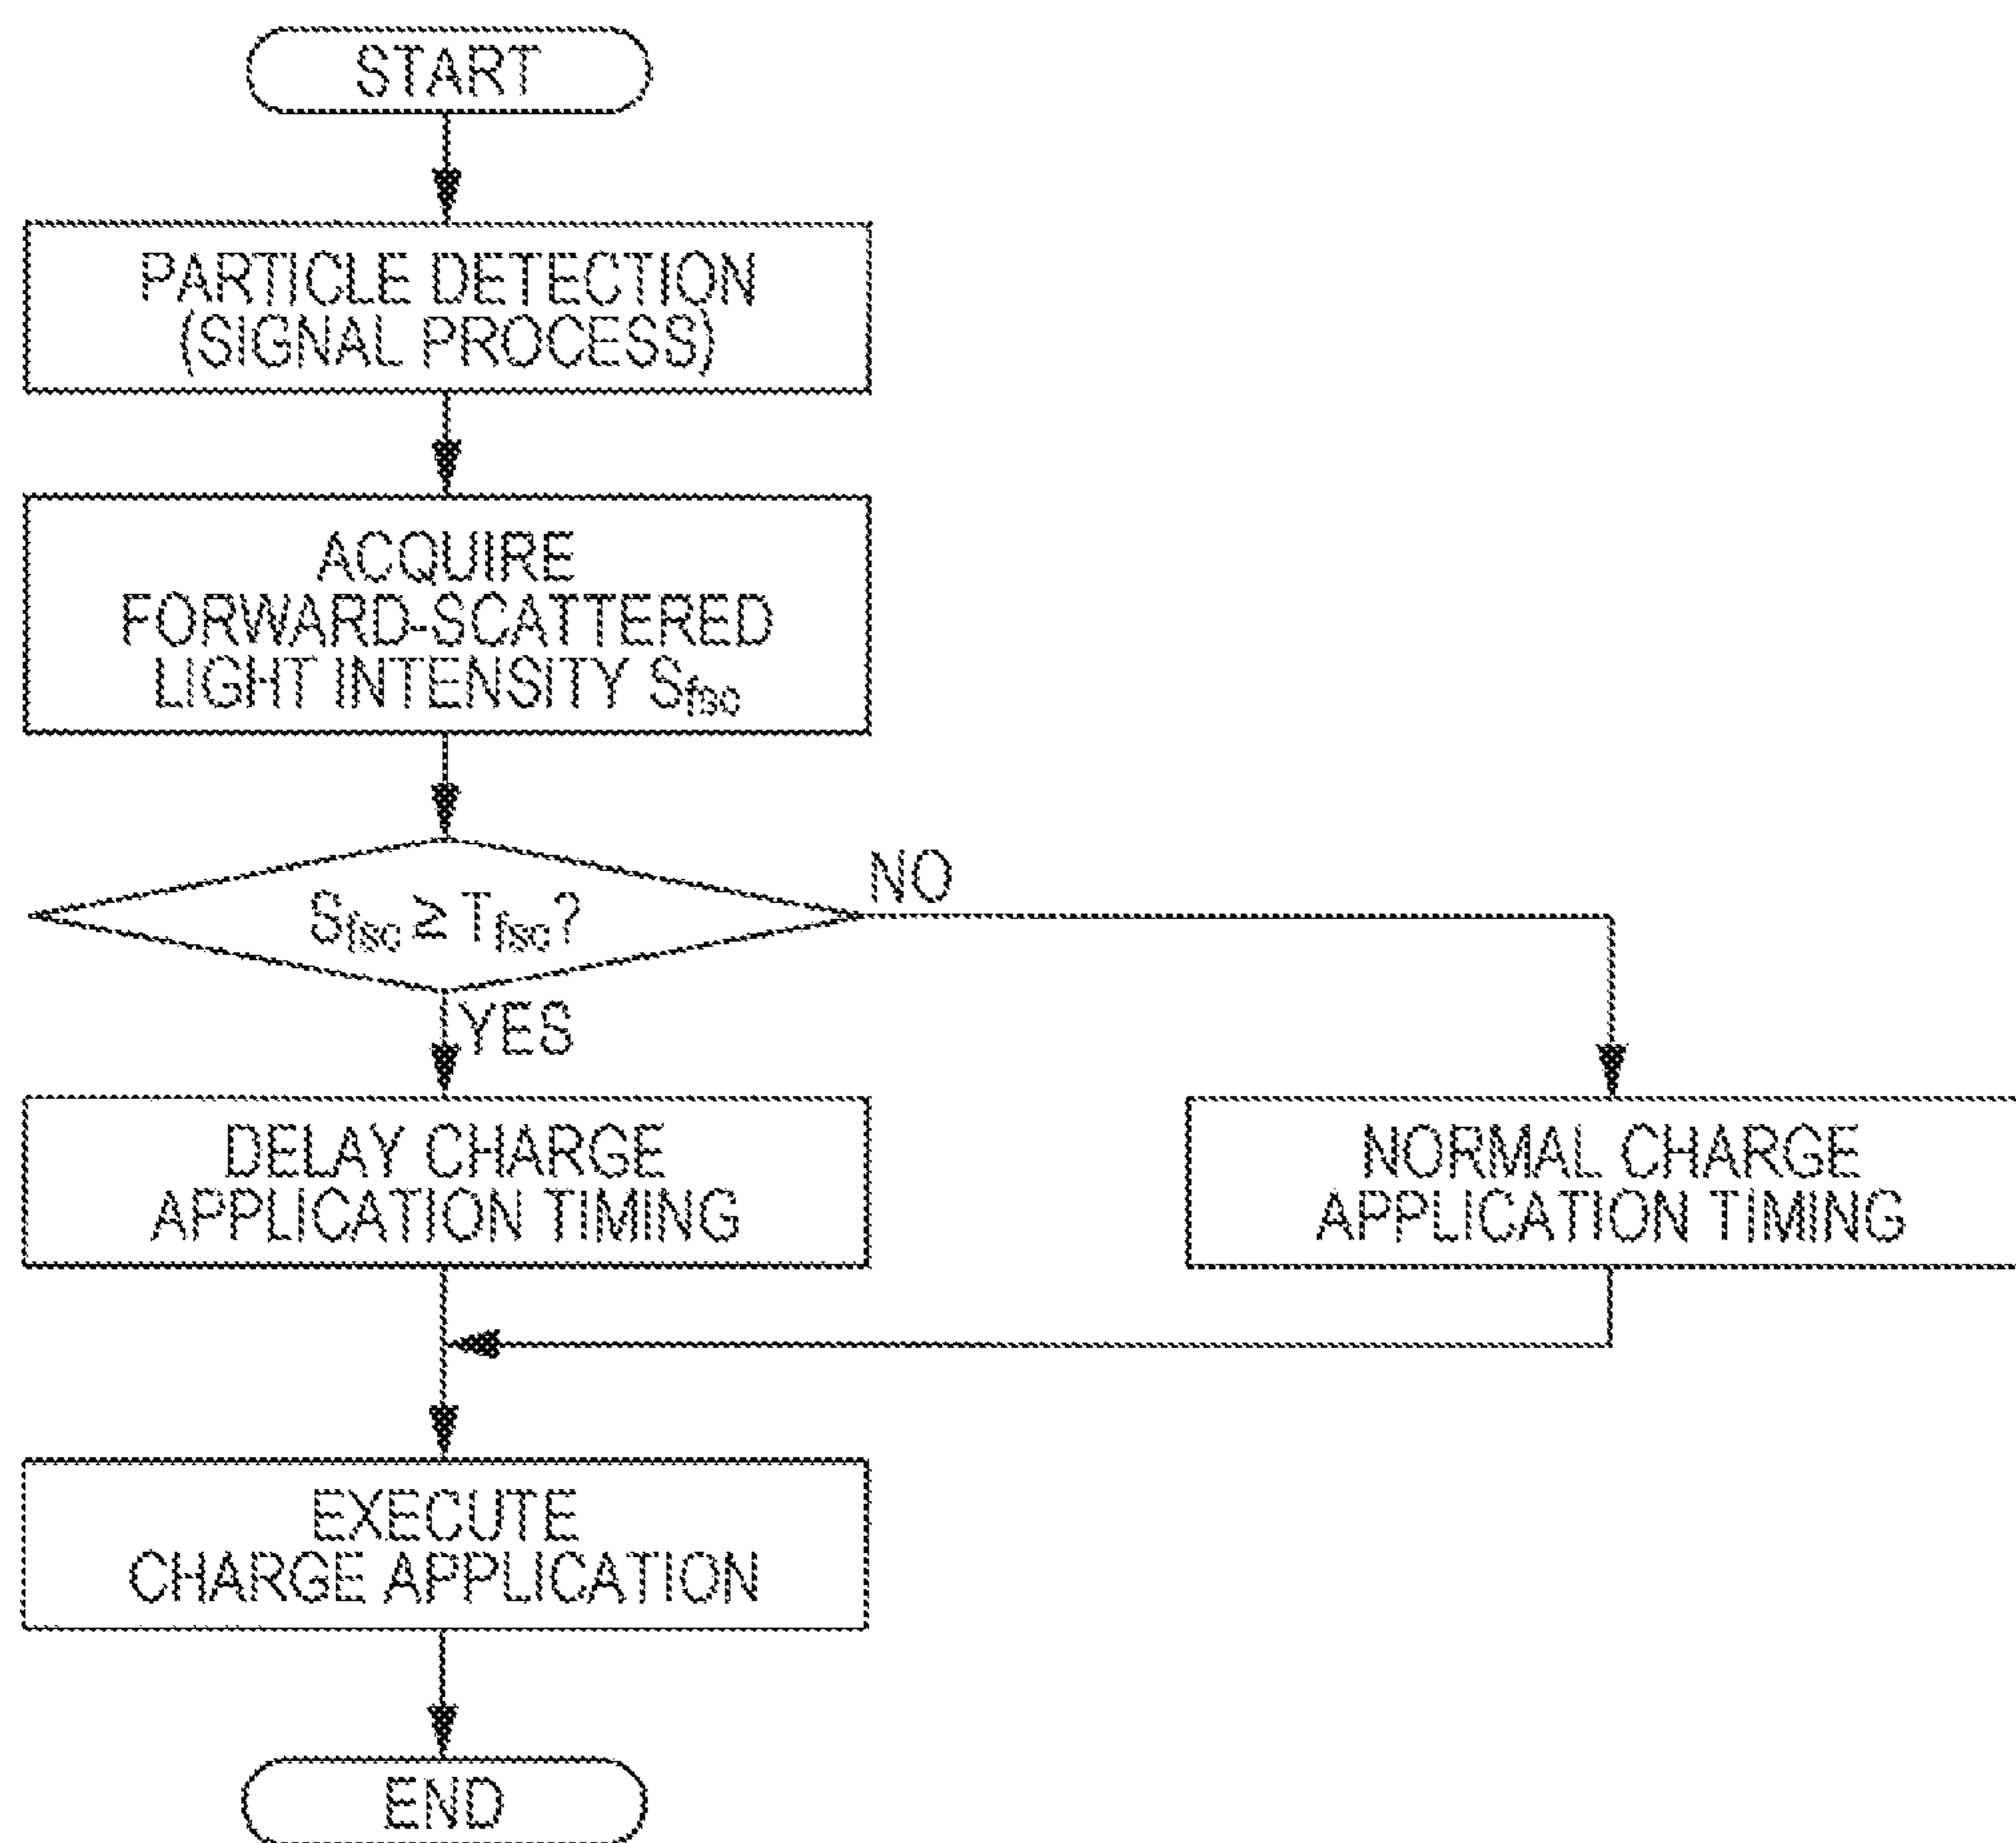 START
PARTICLE DETECTION
(SIGNAL PROCESS)
ACQUIRE
FORWARD-SCATTERED
LIGHT INTENSITY Sfsc
Sfsc ≥ Tfsc?
NO
YES
DELAY CHARGE
APPLICATION TIMING
NORMAL CHARGE
APPLICATION TIMING
EXECUTE
CHARGE APPLICATION
END